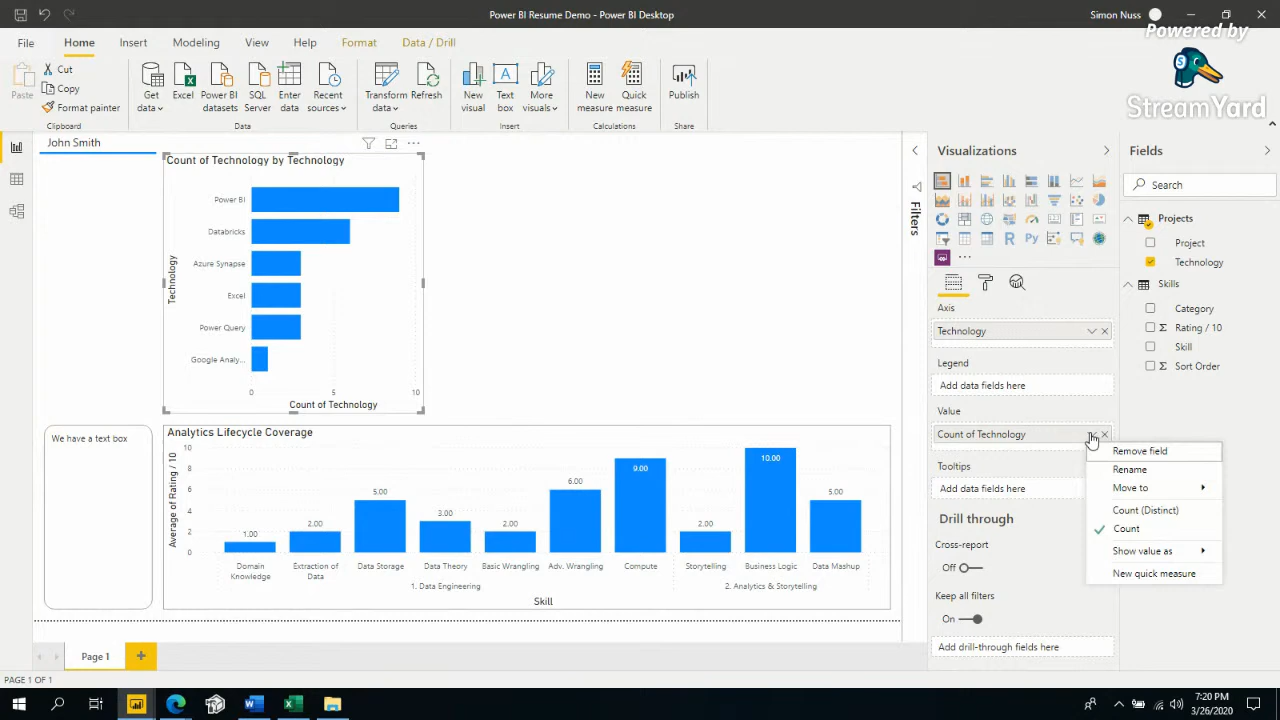 Power BI Resume Demo - Power BI Desktop
Simon Nuss
Powered by
StreamYard
File
Home
Insert
Modeling
View
Help
Format
Data / Drill
Paste
Cut
Copy
Format painter
Clipboard
Get data
Excel
Power BI datasets
SQL Server
Enter data
Recent sources
Data
Transform data
Refresh
Queries
New visual
Text box
More visuals
Insert
New measure
Quick measure
Calculations
Publish
Share
John Smith
Count of Technology by Technology
Technology
Power BI
Databricks
Azure Synapse
Excel
Power Query
Google Analy...
0 5 10
Count of Technology
We have a text box
Analytics Lifecycle Coverage
Average of Rating / 10
10
8
6
4
2
0
1.00
2.00
5.00
3.00
2.00
6.00
9.00
2.00
10.00
5.00
Domain Knowledge
Extraction of Data
Data Storage
Data Theory
Basic Wrangling
Adv. Wrangling
Compute
Storytelling
Business Logic
Data Mashup
1. Data Engineering
2. Analytics & Storytelling
Skill
Filters
Visualizations
R
Py
Axis
Technology
Legend
Add data fields here
Value
Count of Technology
Tooltips
Add data fields here
Drill through
Cross-report
Off
Keep all filters
On
Add drill-through fields here
Remove field
Rename
Move to
Count (Distinct)
Count
Show value as
New quick measure
Fields
Search
Projects
Project
Technology
Skills
Category
Σ Rating / 10
Skill
Σ Sort Order
Page 1
PAGE 1 OF 1
7:20 PM
3/26/2020